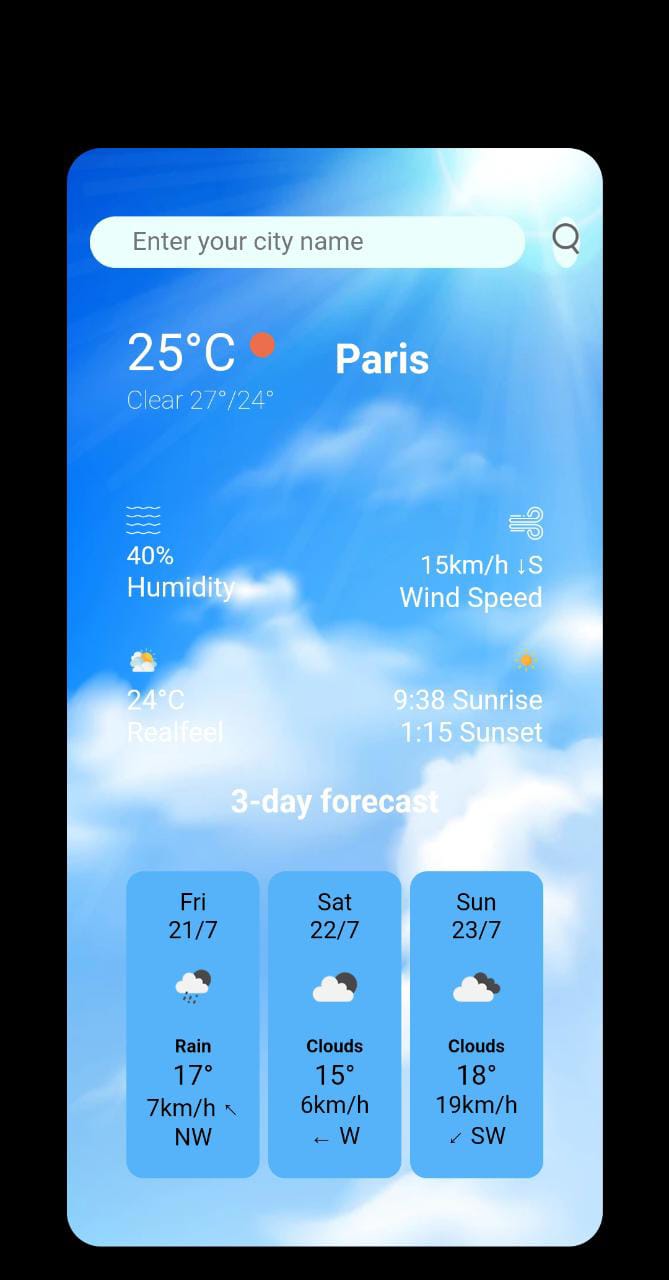 Enter your city name
25°C
Paris
Clear 27°/24°
40%
Humidity
15km/h ↓S
Wind Speed
24°C
Realfeel
9:38 Sunrise
1:15 Sunset
3-day forecast
Fri
21/7
Rain
17°
7km/h ↖
NW
Sat
22/7
Clouds
15°
6km/h
← W
Sun
23/7
Clouds
18°
19km/h
↙ SW